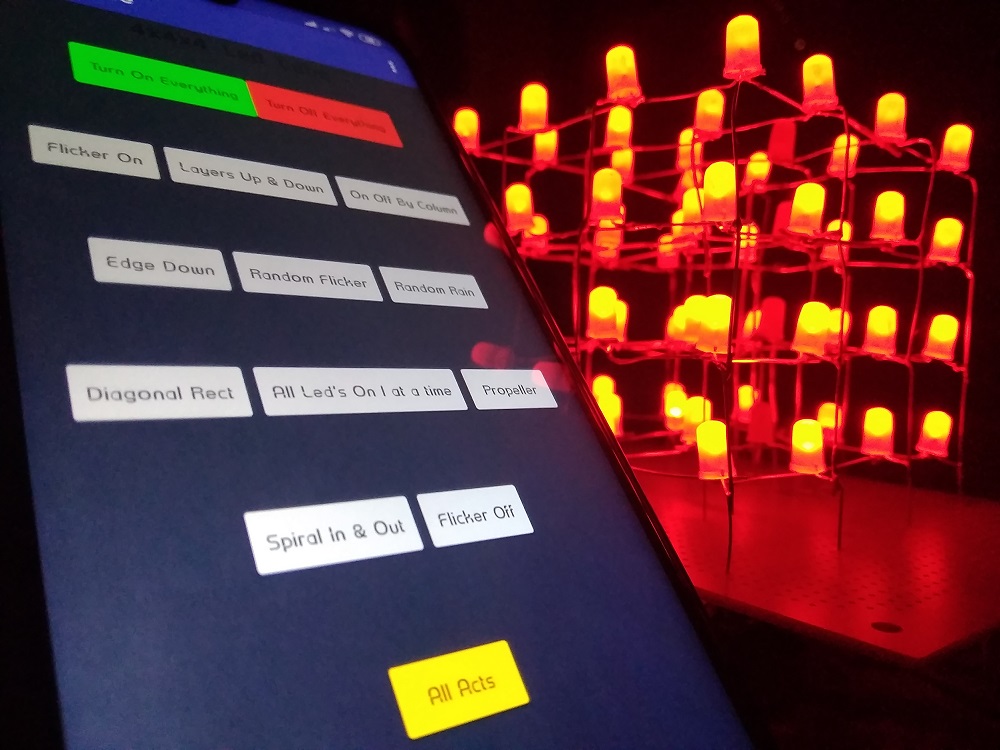 Turn On Everything Turn Off Everything
Flicker On Layers Up & Down On Off By Column
Edge Down Random Flicker Random Rain
Diagonal Rect All Led's On 1 at a time Propeller
Spiral In & Out Flicker Off
All Acts